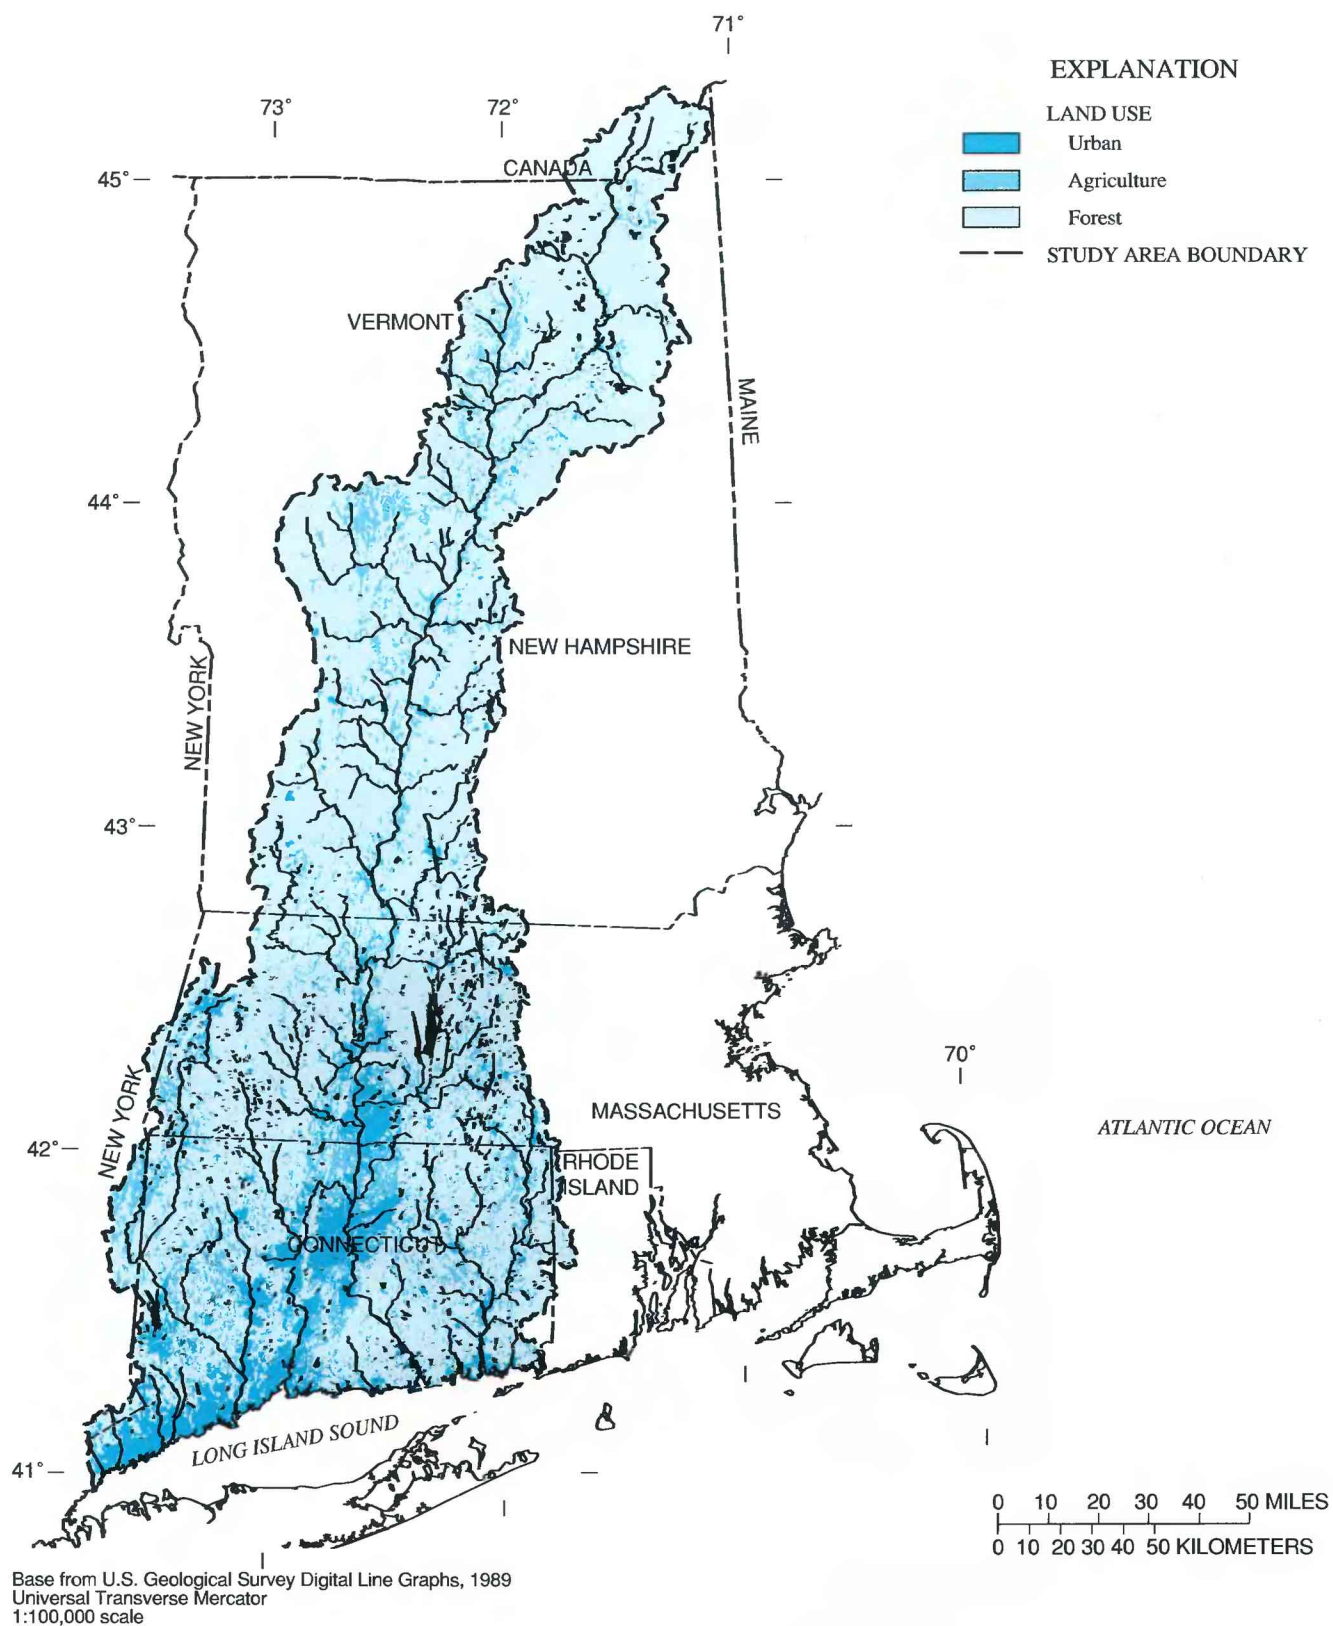 71°
EXPLANATION
LAND USE
Urban
Agriculture
Forest
STUDY AREA BOUNDARY
73°
72°
CANADA
45°
VERMONT
MAINE
44°
NEW HAMPSHIRE
NEW YORK
43°
70°
NEW YORK
MASSACHUSETTS
ATLANTIC OCEAN
42°
RHODE
ISLAND
CONNECTICUT
LONG ISLAND SOUND
41°
0 10 20 30 40 50 MILES
0 10 20 30 40 50 KILOMETERS
Base from U.S. Geological Survey Digital Line Graphs, 1989
Universal Transverse Mercator
1:100,000 scale